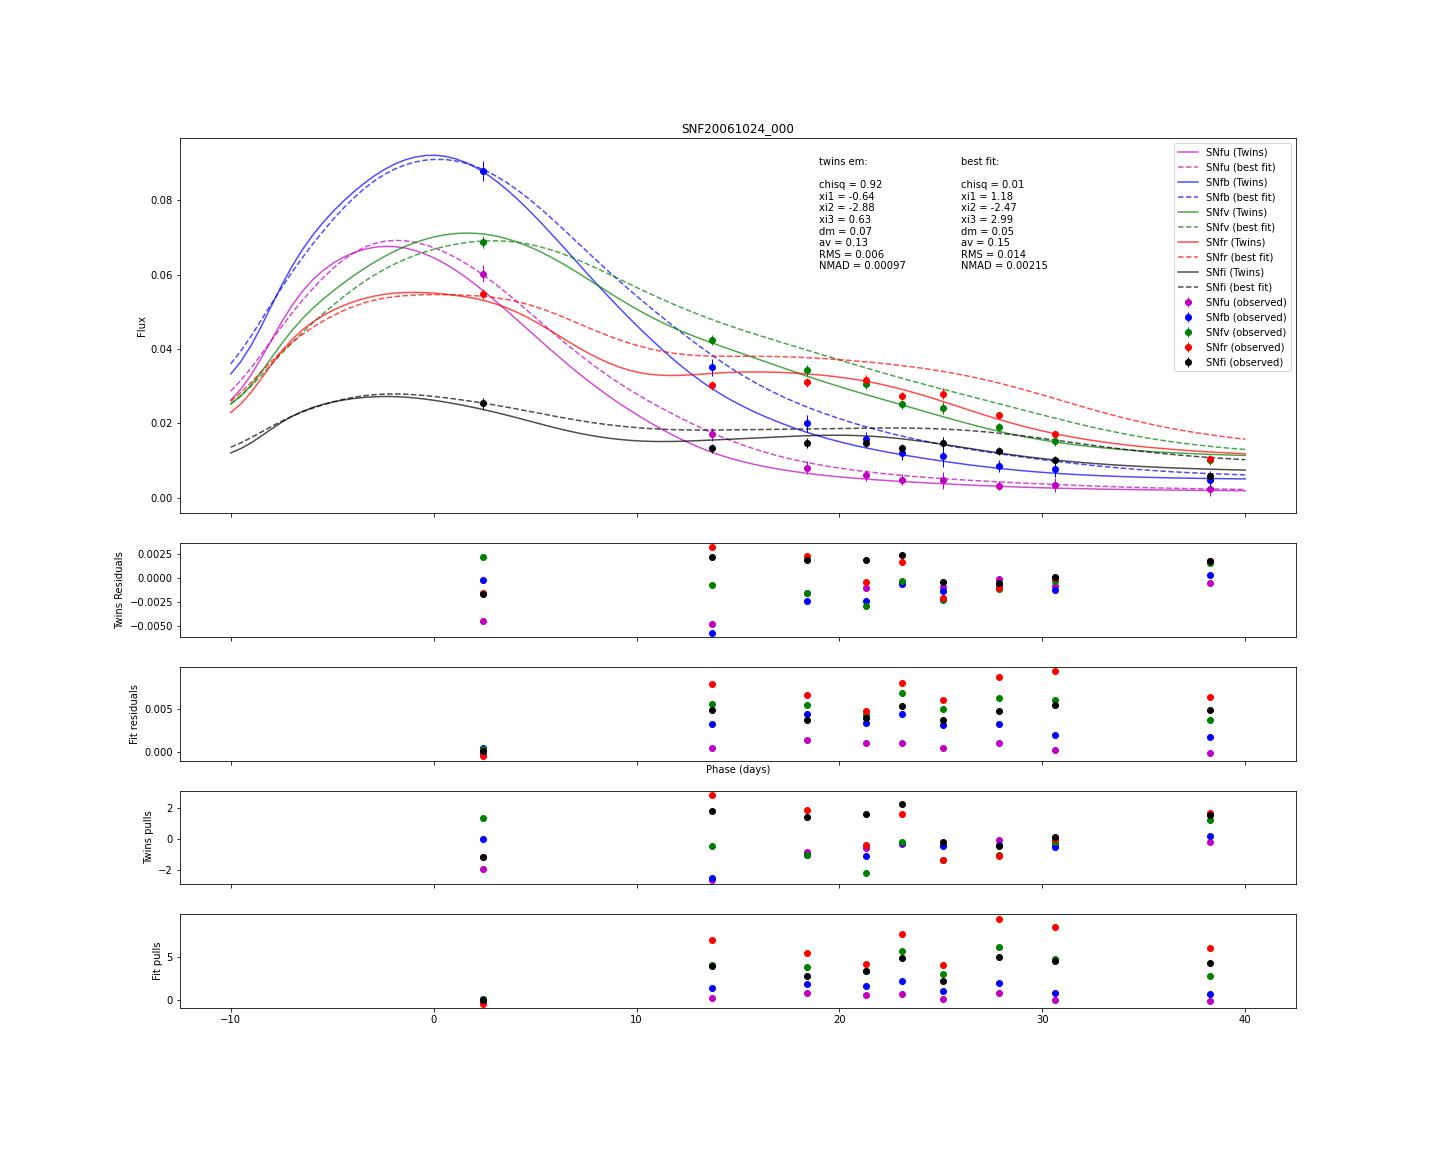 SNF20061024_000
Flux
0.08
0.06
0.04
0.02
0.00
twins em:
chisq = 0.92
xi1 = -0.64
xi2 = -2.88
xi3 = 0.63
dm = 0.07
av = 0.13
RMS = 0.006
NMAD = 0.00097
best fit:
chisq = 0.01
xi1 = 1.18
xi2 = -2.47
xi3 = 2.99
dm = 0.05
av = 0.15
RMS = 0.014
NMAD = 0.00215
SNfu (Twins)
SNfu (best fit)
SNfb (Twins)
SNfb (best fit)
SNfv (Twins)
SNfv (best fit)
SNfr (Twins)
SNfr (best fit)
SNfi (Twins)
SNfi (best fit)
SNfu (observed)
SNfb (observed)
SNfv (observed)
SNfr (observed)
SNfi (observed)
Twins Residuals
0.0025
0.0000
−0.0025
−0.0050
Fit residuals
0.005
0.000
Phase (days)
Twins pulls
2
0
−2
Fit pulls
5
0
−10
0
10
20
30
40